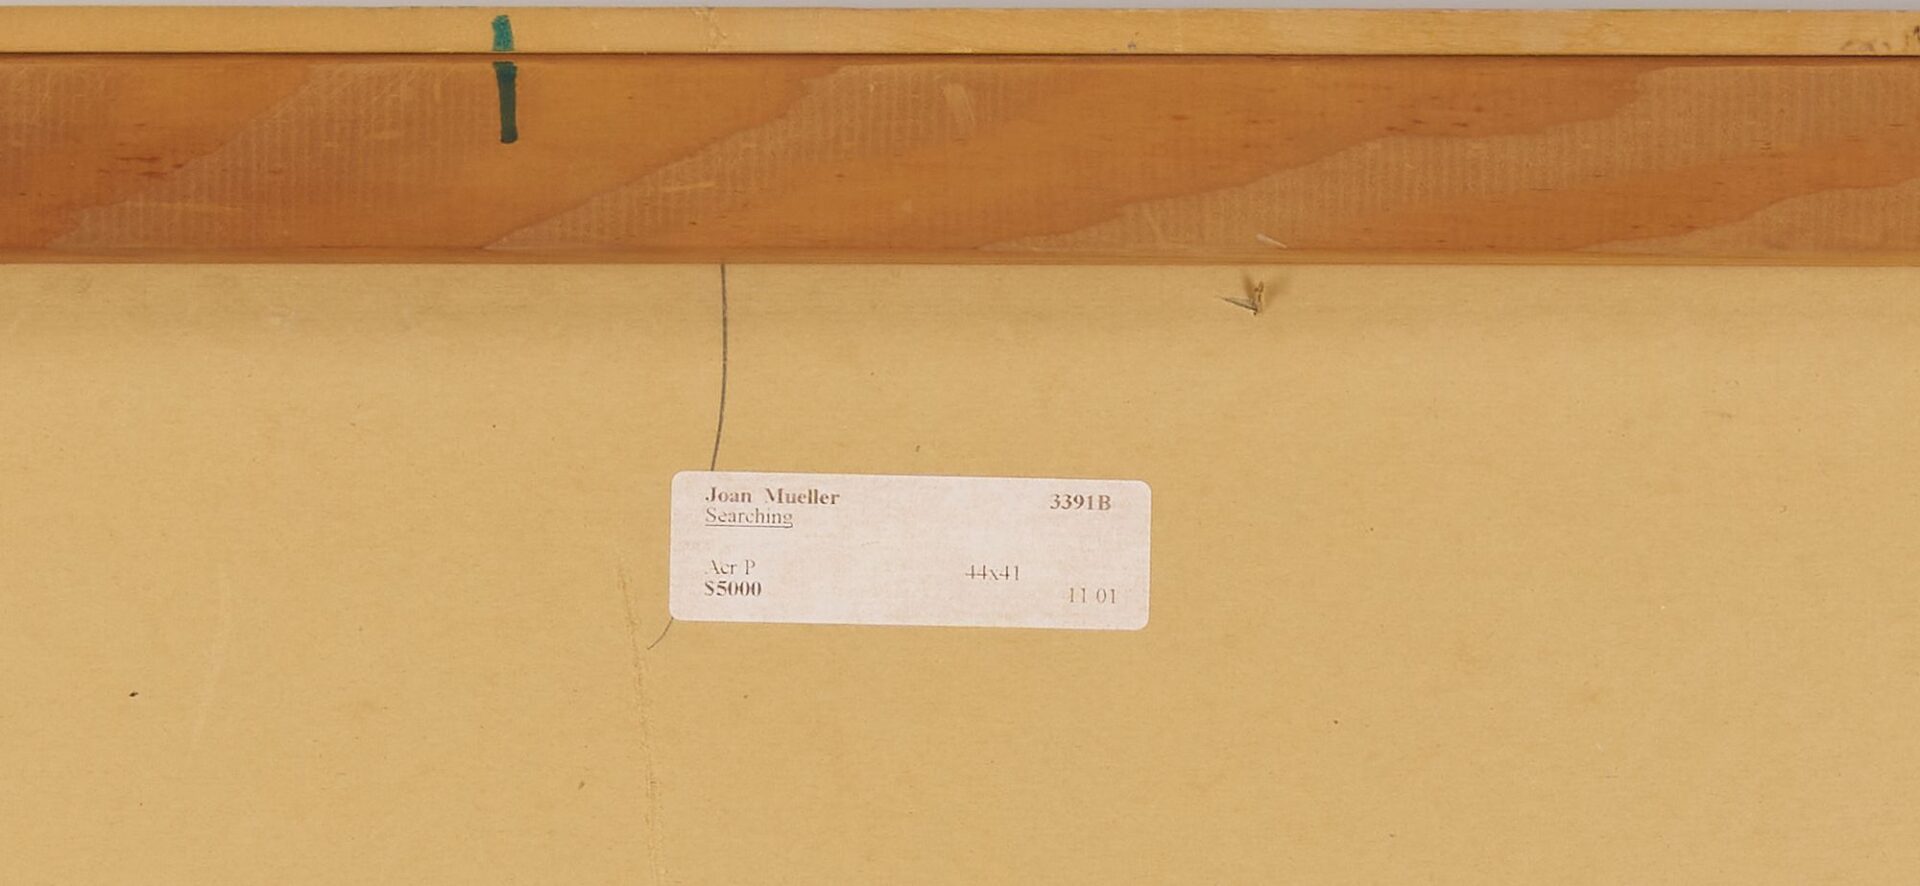 Joan Mueller 3391B
Searching
Acr P 44x41
$5000
11 01